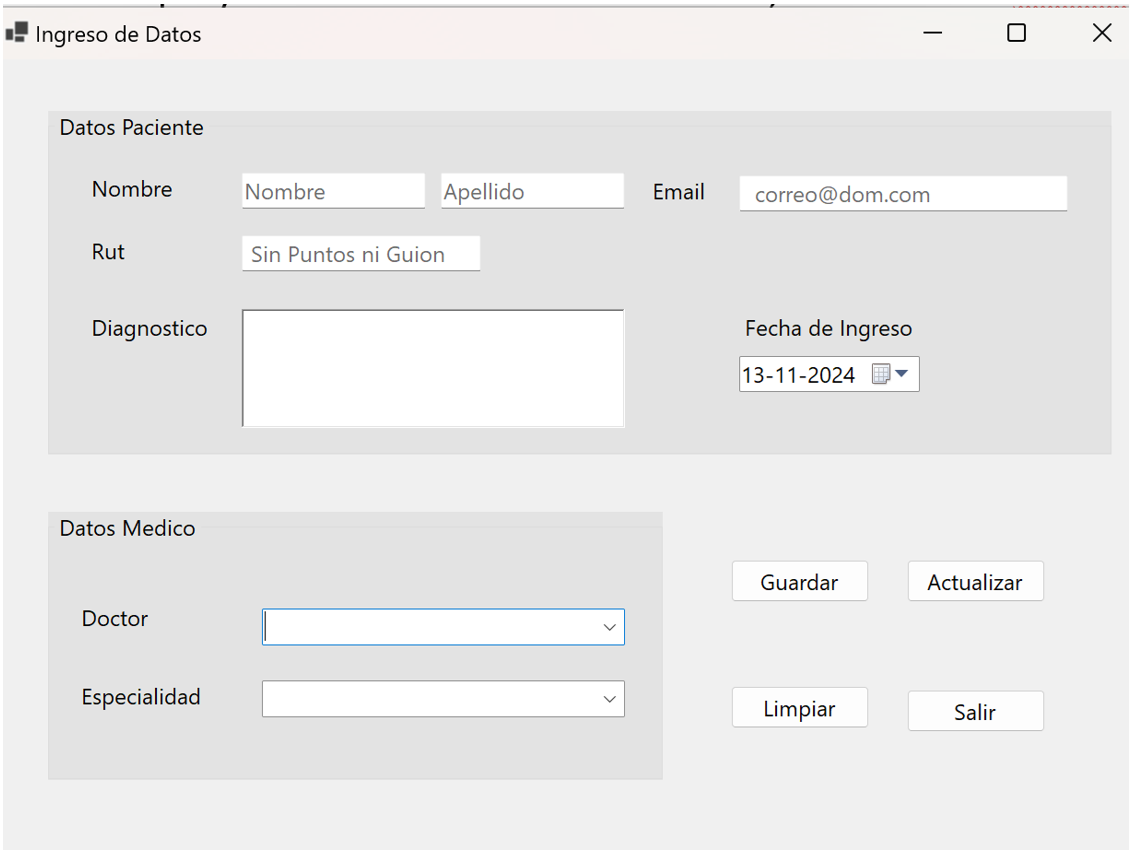 Ingreso de Datos
Datos Paciente
Nombre Nombre Apellido Email correo@dom.com
Rut Sin Puntos ni Guion
Diagnostico Fecha de Ingreso
13-11-2024
Datos Medico
Guardar Actualizar
Doctor
Especialidad
Limpiar Salir